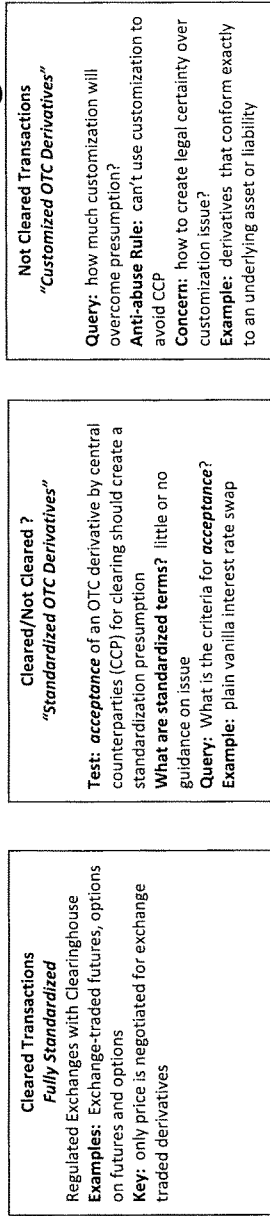 Cleared Transactions
Fully Standardized
Regulated Exchanges with Clearinghouse
Examples: Exchange-traded futures, options
on futures and options
Key: only price is negotiated for exchange
traded derivatives
Cleared/Not Cleared ?
"Standardized OTC Derivatives"
Test: acceptance of an OTC derivative by central
counterparties (CCP) for clearing should create a
standardization presumption
What are standardized terms? little or no
guidance on issue
Query: What is the criteria for acceptance?
Example: plain vanilla interest rate swap
Not Cleared Transactions
"Customized OTC Derivatives"
Query: how much customization will
overcome presumption?
Anti-abuse Rule: can't use customization to
avoid CCP
Concern: how to create legal certainty over
customization issue?
Example: derivatives that conform exactly
to an underlying asset or liability